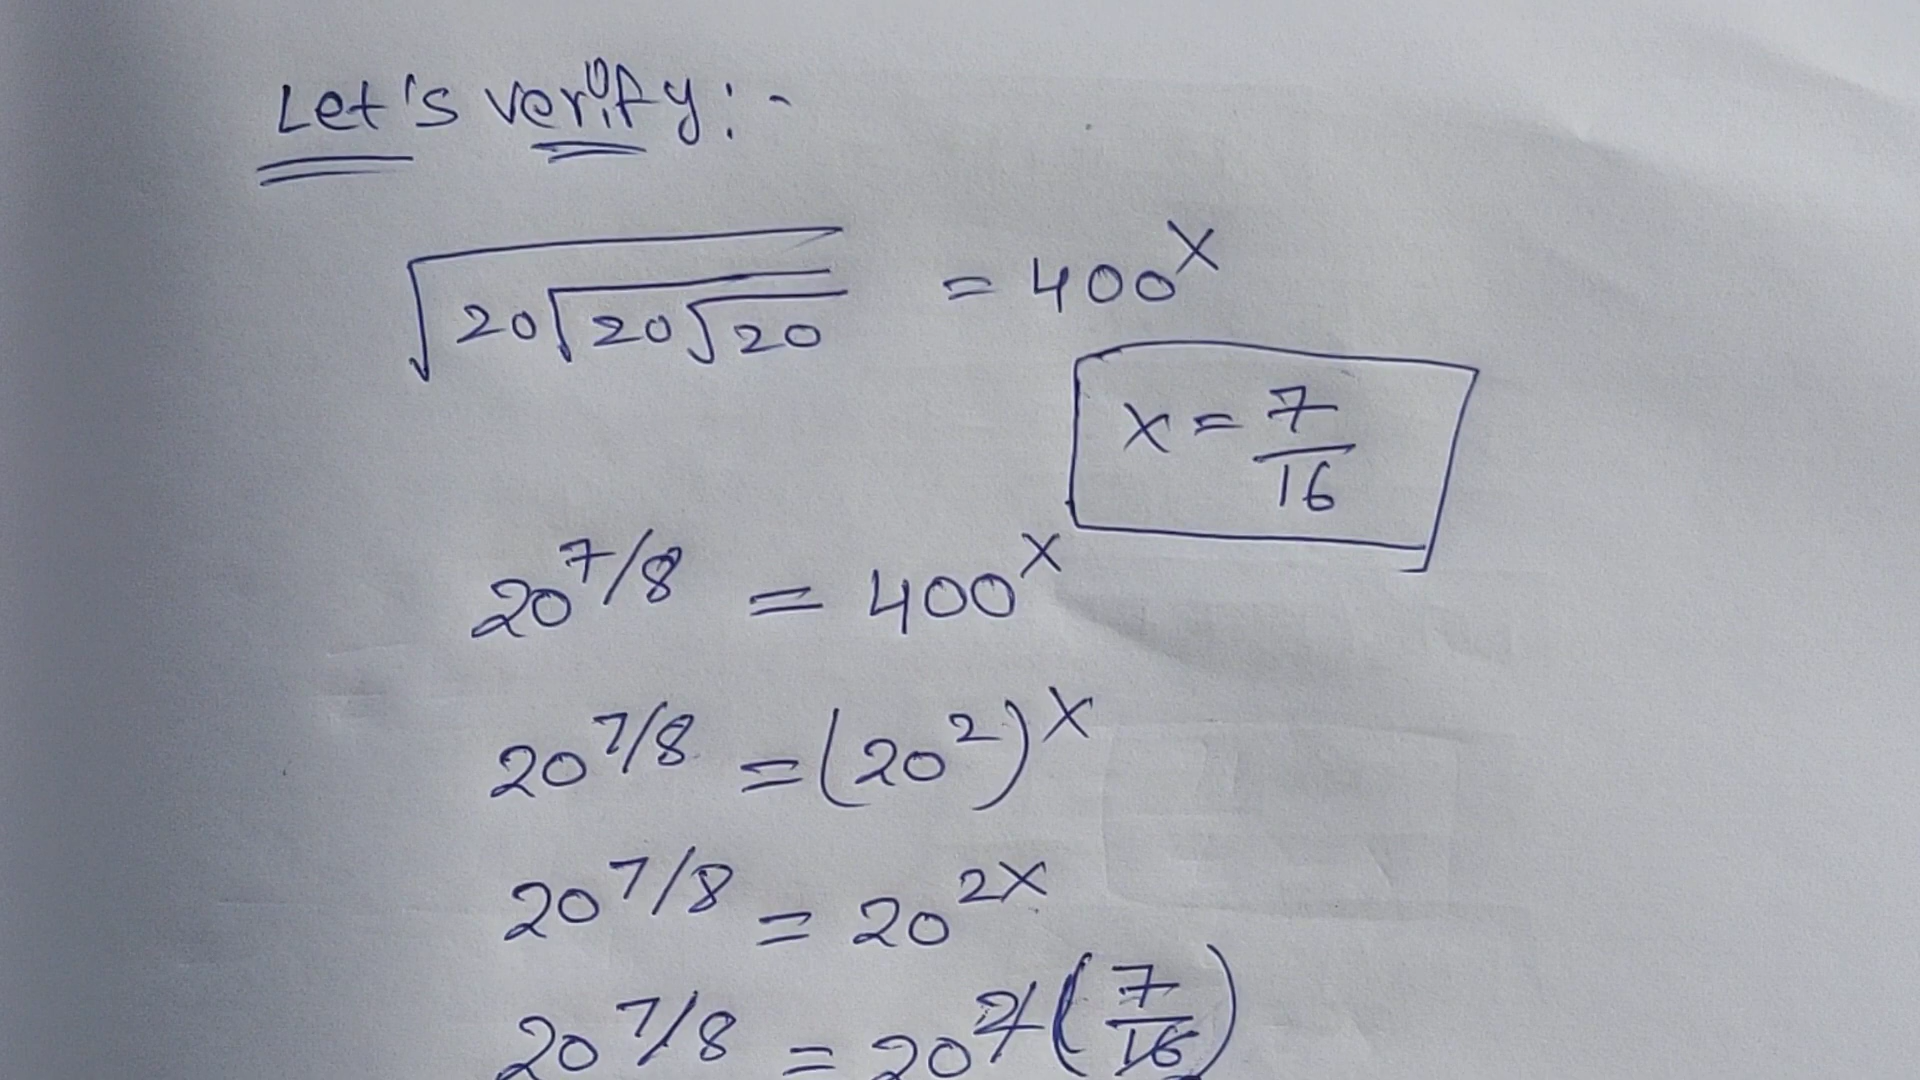 Let's verify:-
√(20√(20√20)) = 400^x
x = 7/16
20^7/8 = 400^x
20^7/8 = (20^2)^x
20^7/8 = 20^2x
20^7/8 = 20^2(7/16)